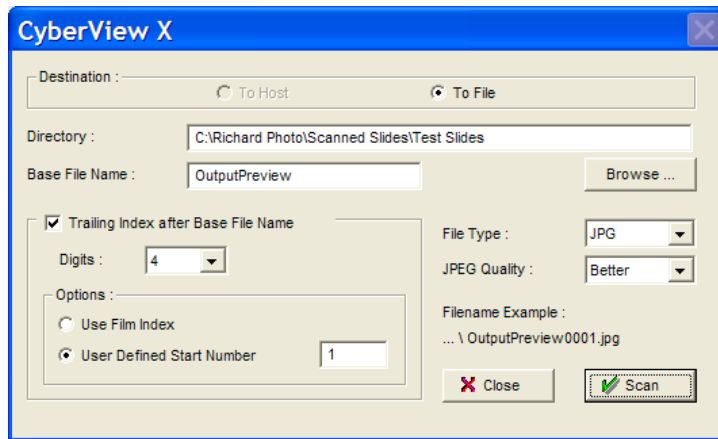 CyberView X
Destination :
To Host To File
Directory : C:\Richard Photo\Scanned Slides\Test Slides
Base File Name : OutputPreview Browse ...
Trailing Index after Base File Name
Digits : 4
Options :
Use Film Index
User Defined Start Number 1
File Type : JPG
JPEG Quality : Better
Filename Example :
... \ OutputPreview0001.jpg
Close Scan